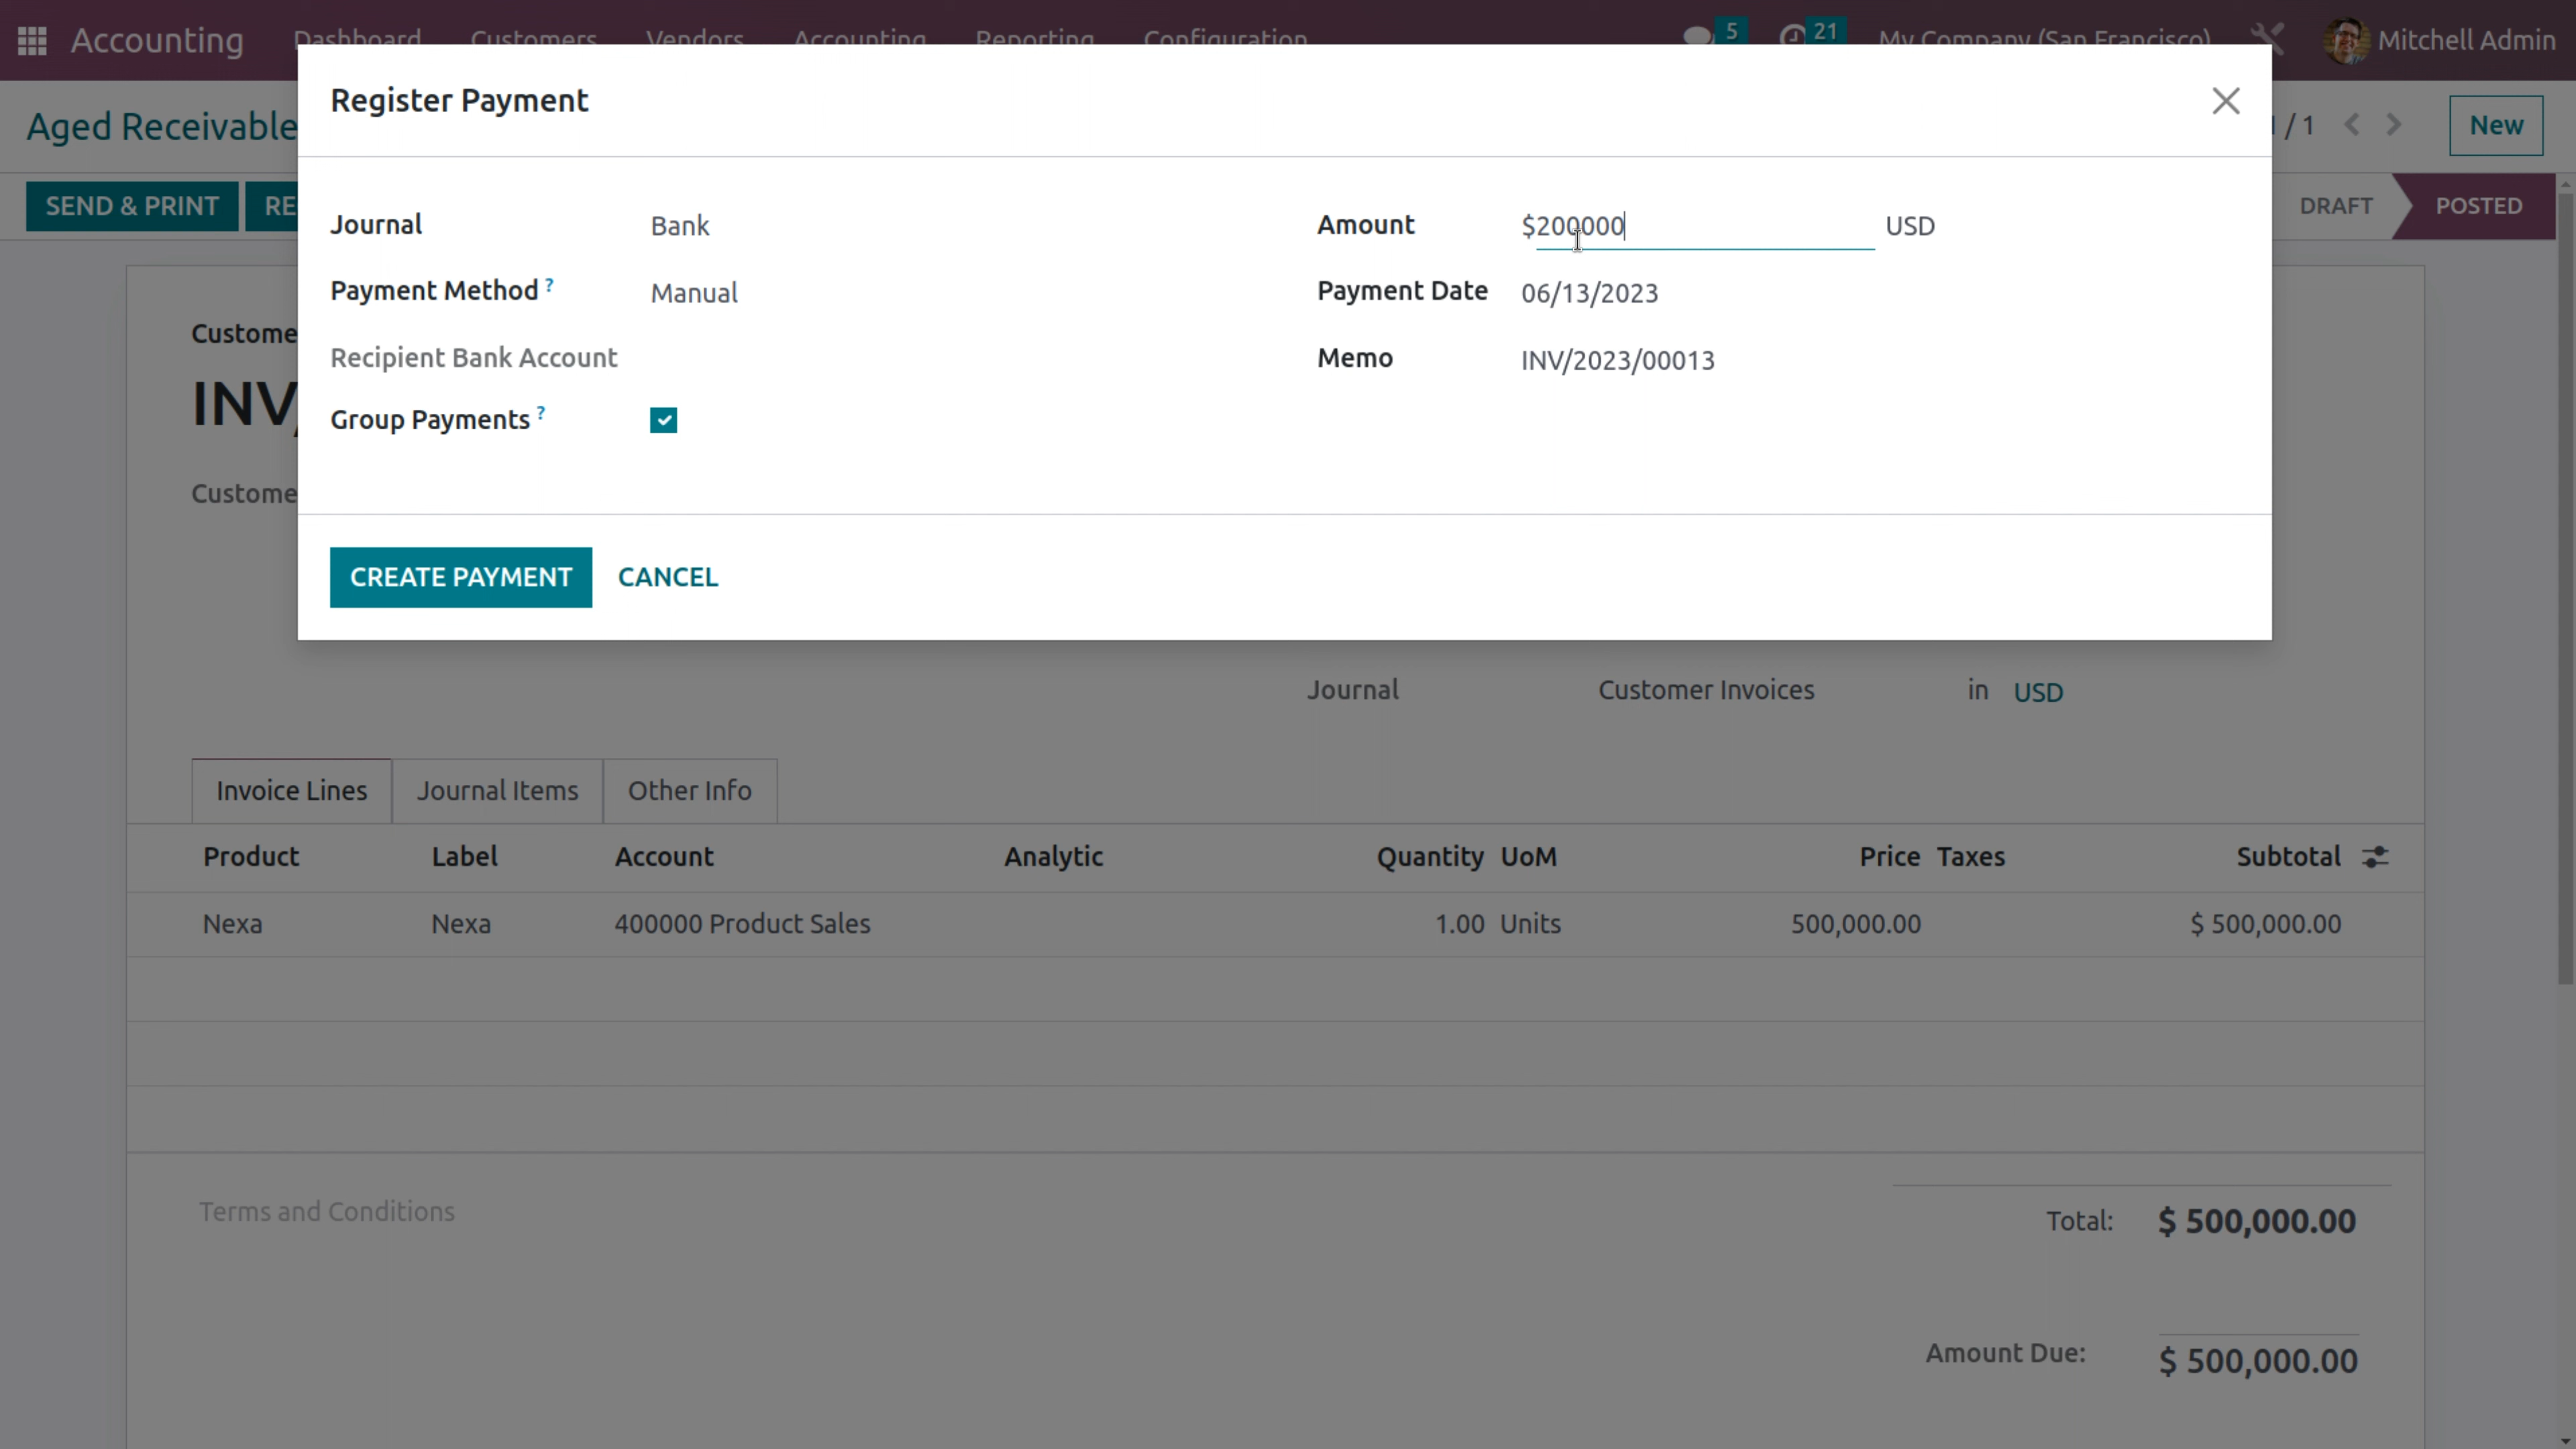 Accounting Dashboard Customers Vendors Accounting Reporting Configuration 5 21 My Company (San Francisco) Mitchell Admin
Register Payment
Aged Receivable / 1 New
SEND & PRINT RE DRAFT POSTED
Journal Bank Amount $200000 USD
Payment Method ? Manual Payment Date 06/13/2023
Custome
Recipient Bank Account Memo INV/2023/00013
INV/
Group Payments ?
Custome
CREATE PAYMENT CANCEL
Journal Customer Invoices in USD
Invoice Lines Journal Items Other Info
Product Label Account Analytic Quantity UoM Price Taxes Subtotal
Nexa Nexa 400000 Product Sales 1.00 Units 500,000.00 $ 500,000.00
Terms and Conditions
Total: $ 500,000.00
Amount Due: $ 500,000.00